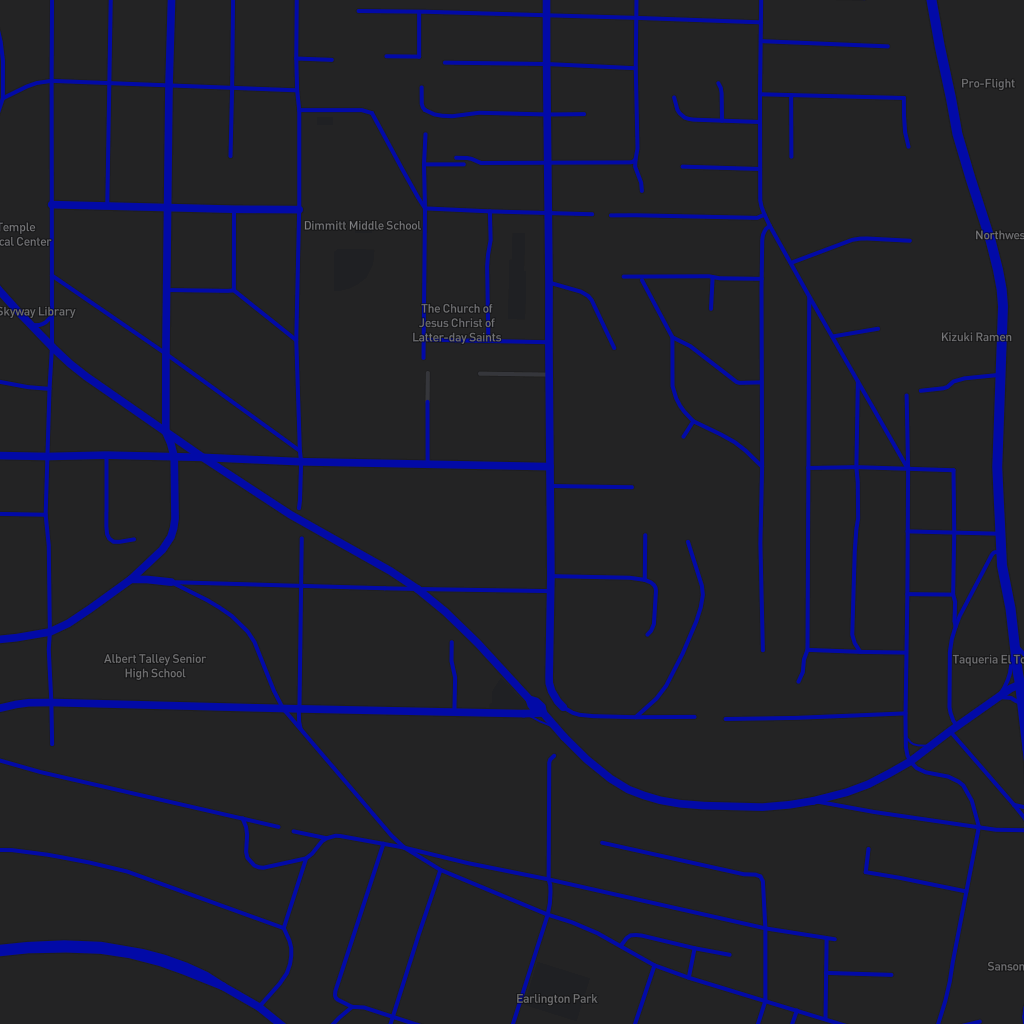 Pro-Flight
Dimmitt Middle School
Temple
cal Center
Northwes
Skyway Library
The Church of
Jesus Christ of
Latter-day Saints
Kizuki Ramen
Albert Talley Senior
High School
Taqueria El To
Sanson
Earlington Park